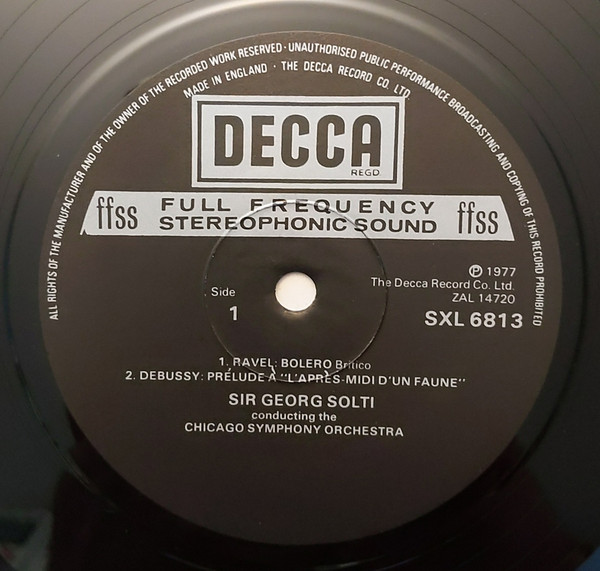 ALL RIGHTS OF THE MANUFACTURER AND OF THE OWNER OF THE RECORDED WORK RESERVED · UNAUTHORISED PUBLIC PERFORMANCE BROADCASTING AND COPYING OF THIS RECORD PROHIBITED
MADE IN ENGLAND · THE DECCA RECORD CO. LTD.
DECCA
REGD.
ffss FULL FREQUENCY STEREOPHONIC SOUND ffss
℗ 1977
The Decca Record Co. Ltd.
ZAL 14720
SXL 6813
Side
1
1. RAVEL: BOLERO Britico
2. DEBUSSY: PRÉLUDE À "L'APRÈS-MIDI D'UN FAUNE"
SIR GEORG SOLTI
conducting the
CHICAGO SYMPHONY ORCHESTRA